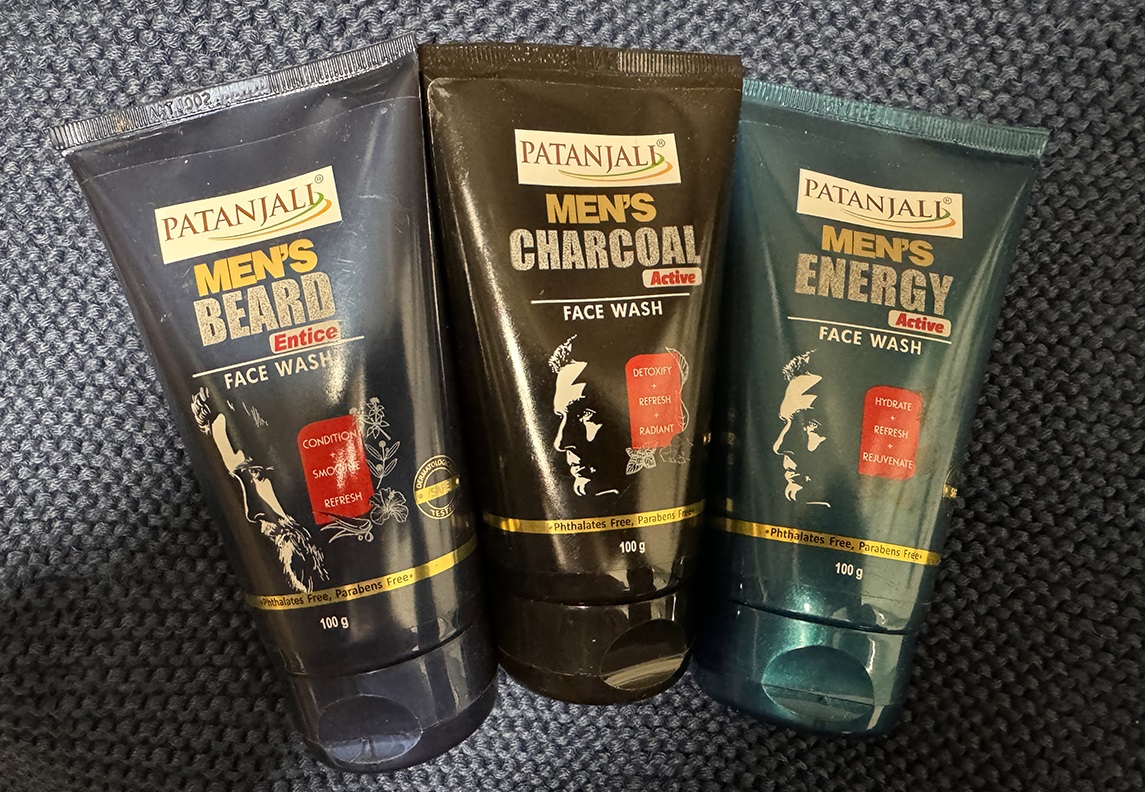 PATANJALI®
MEN'S
BEARD
Entice
FACE WASH
CONDITION
+
SMOOTHE
+
REFRESH
DERMATOLOGICALLY
SAFE
TESTED
•Phthalates Free, Parabens Free•
100 g
PATANJALI®
MEN'S
CHARCOAL
Active
FACE WASH
DETOXIFY
+
REFRESH
+
RADIANT
•Phthalates Free, Parabens Free•
100 g
PATANJALI®
MEN'S
ENERGY
Active
FACE WASH
HYDRATE
+
REFRESH
+
REJUVENATE
•Phthalates Free, Parabens Free•
100 g